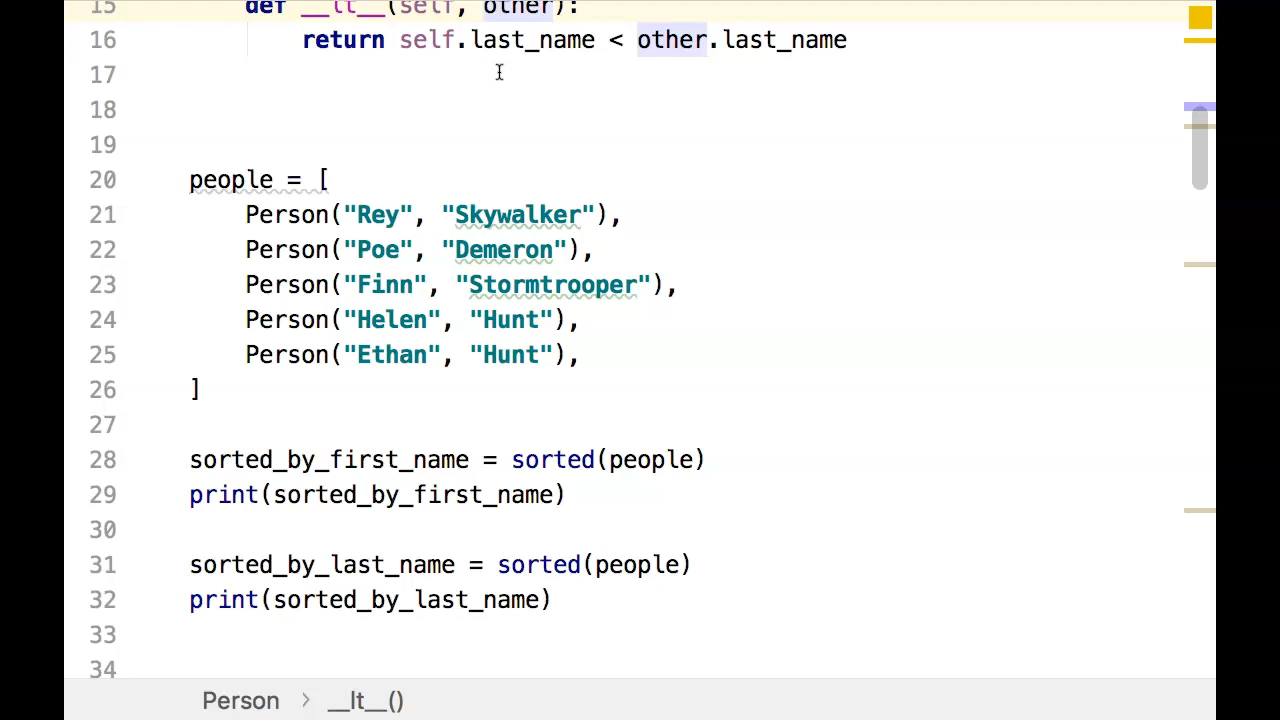 15 def __lt__(self, other):
16 return self.last_name < other.last_name
17
18
19
20 people = [
21 Person("Rey", "Skywalker"),
22 Person("Poe", "Demeron"),
23 Person("Finn", "Stormtrooper"),
24 Person("Helen", "Hunt"),
25 Person("Ethan", "Hunt"),
26 ]
27
28 sorted_by_first_name = sorted(people)
29 print(sorted_by_first_name)
30
31 sorted_by_last_name = sorted(people)
32 print(sorted_by_last_name)
33
34
Person > __lt__()